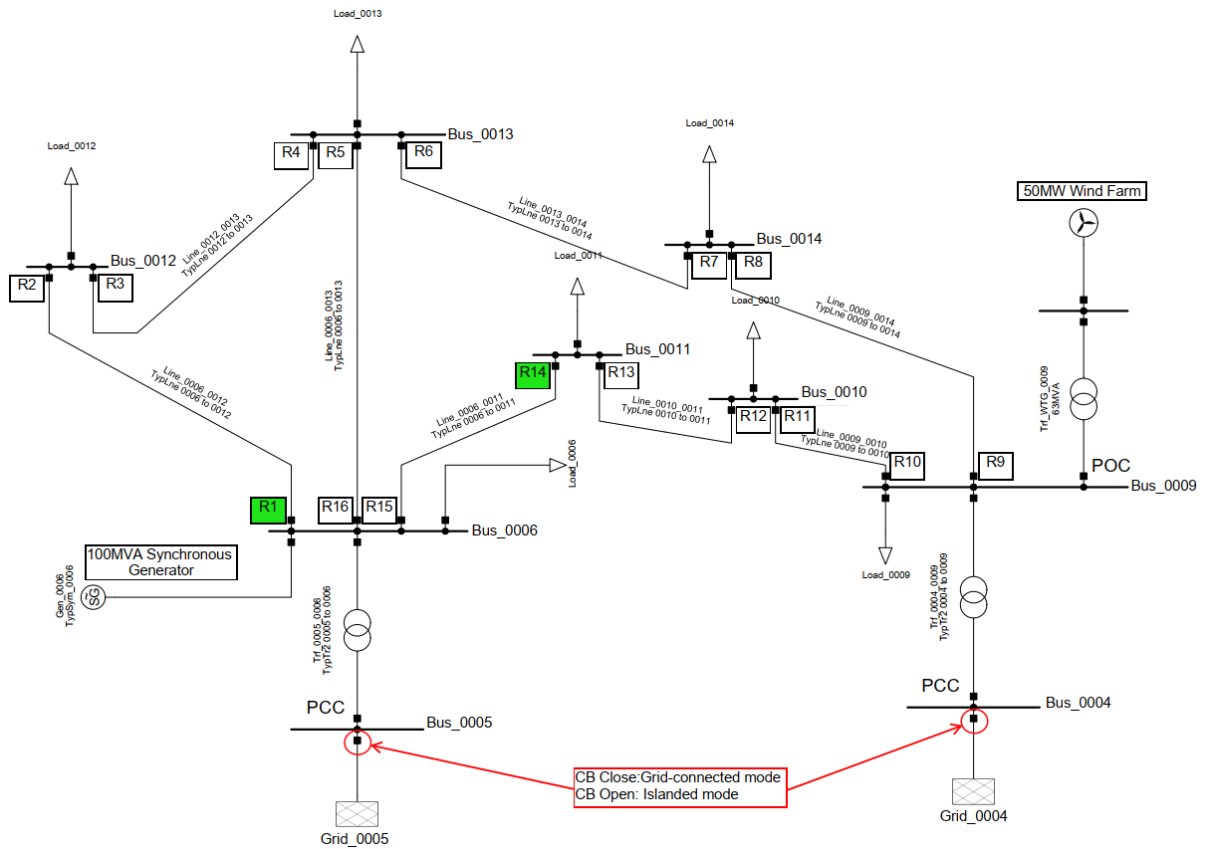 Load_0013
Bus_0013
R4
R5
R6
Load_0012
Load_0014
50MW Wind Farm
Line_0012_0013
TypLne 0012 to 0013
Line_0013_0014
TypLne 0013 to 0014
Bus_0014
R7
R8
Bus_0012
R2
R3
Load_0011
Load_0010
Line_0006_0013
TypLne 0006 to 0013
Line_0009_0014
TypLne 0009 to 0014
Bus_0011
R14
R13
Line_0006_0012
TypLne 0006 to 0012
Line_0006_0011
TypLne 0006 to 0011
Line_0010_0011
TypLne 0010 to 0011
Bus_0010
R12
R11
Trf_WTG_0009
63MVA
Line_0009_0010
TypLne 0009 to 0010
R10
R9
POC
Bus_0009
Load_0006
R1
R16
R15
Bus_0006
100MVA Synchronous
Generator
Gen_0006
TypSym_0006
SG
~
Load_0009
Trf_0005_0006
TypTr2 0005 to 0006
Trf_0004_0009
TypTr2 0004 to 0009
PCC
Bus_0005
PCC
Bus_0004
CB Close:Grid-connected mode
CB Open: Islanded mode
Grid_0005
Grid_0004